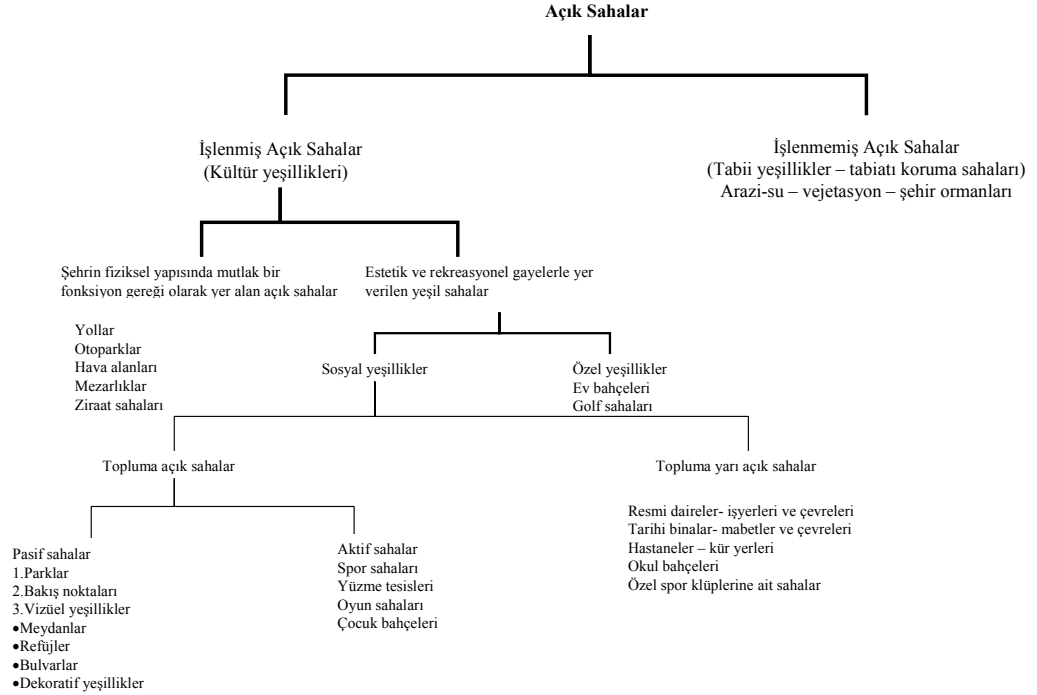 Açık Sahalar
İşlenmiş Açık Sahalar
(Kültür yeşillikleri)
İşlenmemiş Açık Sahalar
(Tabii yeşillikler – tabiatı koruma sahaları)
Arazi-su – vejetasyon – şehir ormanları
Şehrin fiziksel yapısında mutlak bir
fonksiyon gereği olarak yer alan açık sahalar
Yollar
Otoparklar
Hava alanları
Mezarlıklar
Ziraat sahaları
Estetik ve rekreasyonel gayelerle yer
verilen yeşil sahalar
Sosyal yeşillikler
Özel yeşillikler
Ev bahçeleri
Golf sahaları
Topluma açık sahalar
Topluma yarı açık sahalar
Resmi daireler- işyerleri ve çevreleri
Tarihi binalar- mabetler ve çevreleri
Hastaneler – kür yerleri
Okul bahçeleri
Özel spor klüplerine ait sahalar
Pasif sahalar
1.Parklar
2.Bakış noktaları
3.Vizüel yeşillikler
•Meydanlar
•Refüjler
•Bulvarlar
•Dekoratif yeşillikler
Aktif sahalar
Spor sahaları
Yüzme tesisleri
Oyun sahaları
Çocuk bahçeleri